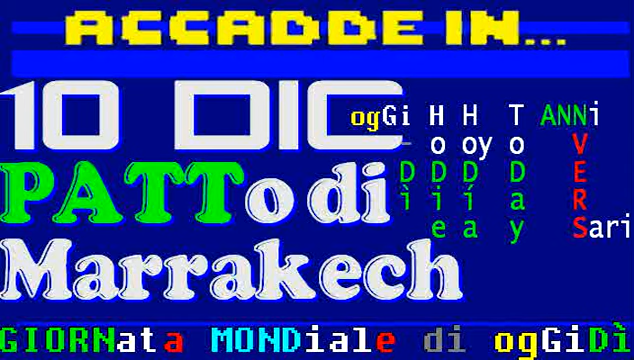 ACCADDE IN...
10 DIC
PATTo di
Marrakech
ogGi H H T ANNi
- o oy o V
D D D D E
ì i í a R
e a y Sari
GIORNata MONDiale di ogGiDì